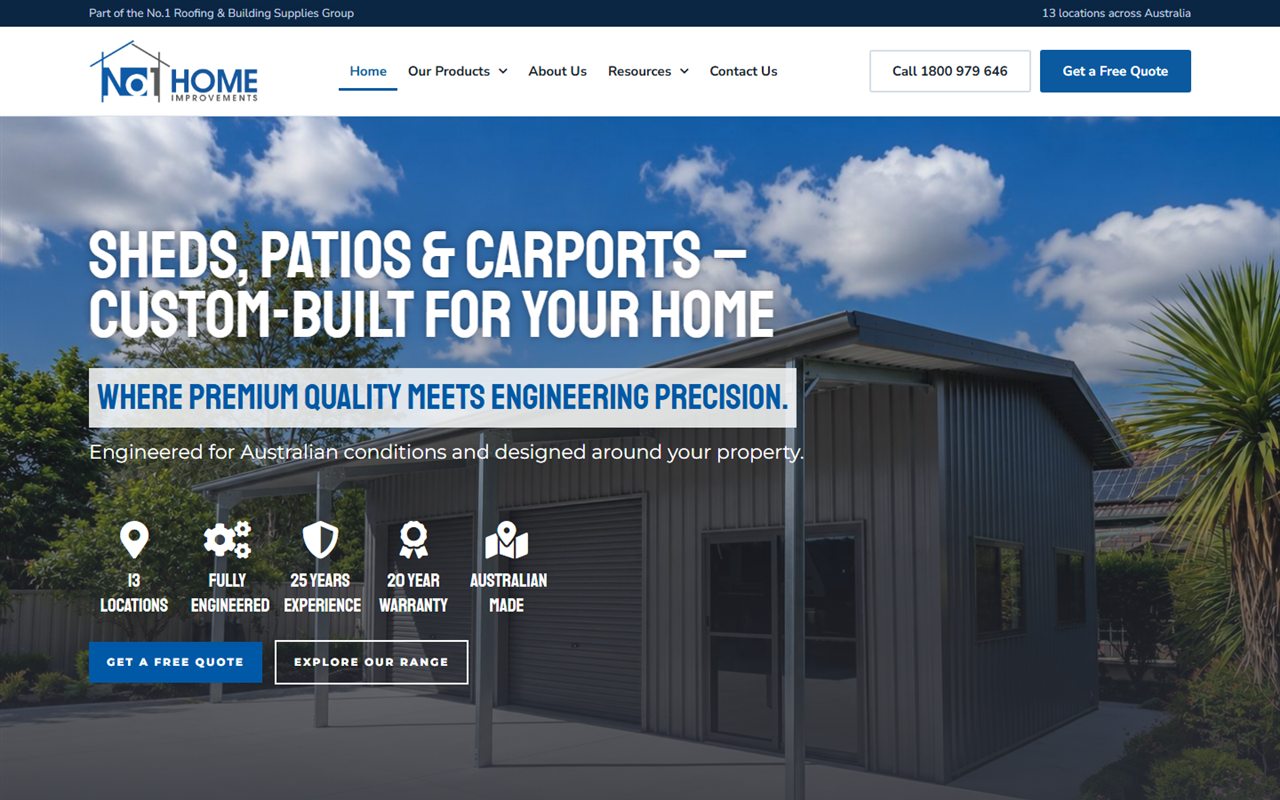 Part of the No.1 Roofing & Building Supplies Group
13 locations across Australia
No1 HOME
IMPROVEMENTS
Home
Our Products
About Us
Resources
Contact Us
Call 1800 979 646
Get a Free Quote
SHEDS, PATIOS & CARPORTS –
CUSTOM-BUILT FOR YOUR HOME
WHERE PREMIUM QUALITY MEETS ENGINEERING PRECISION.
Engineered for Australian conditions and designed around your property.
13
LOCATIONS
FULLY
ENGINEERED
25 YEARS
EXPERIENCE
20 YEAR
WARRANTY
AUSTRALIAN
MADE
GET A FREE QUOTE
EXPLORE OUR RANGE